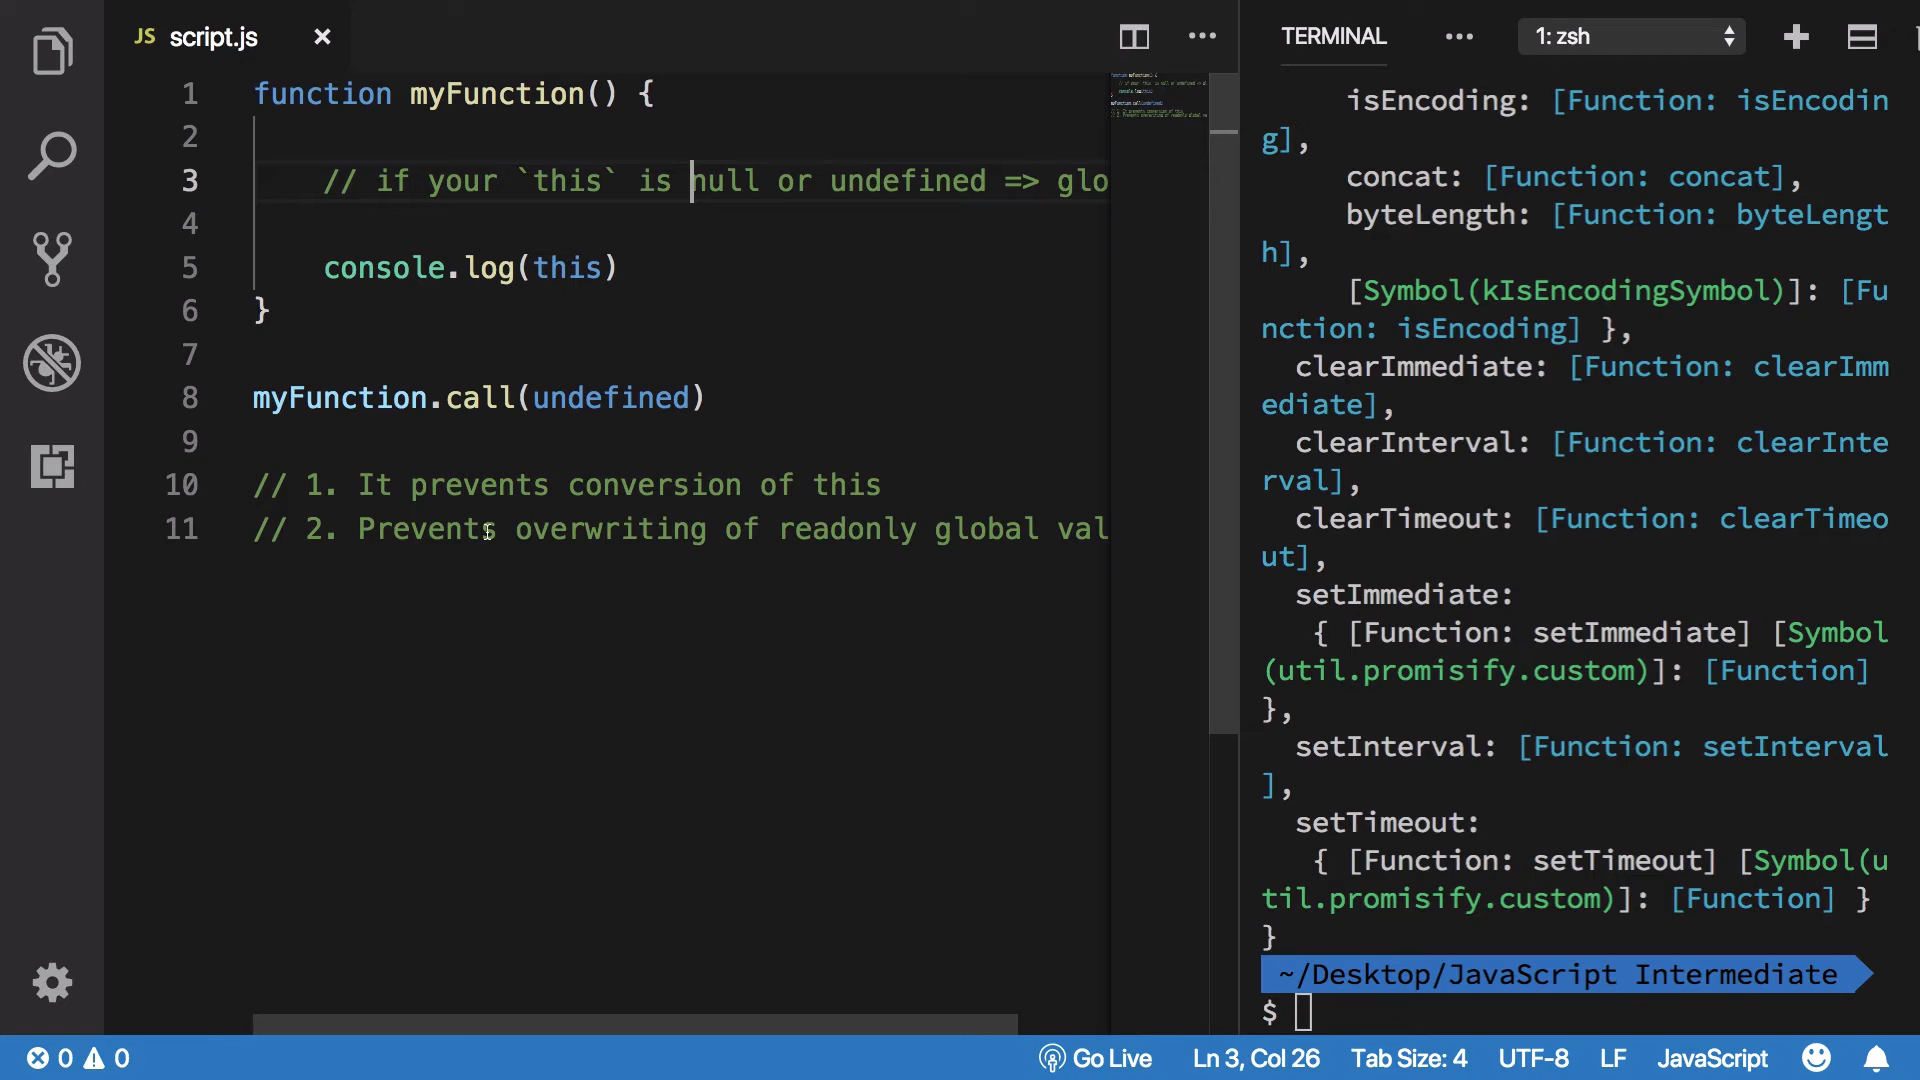 JS script.js
1 function myFunction() {
2
3 // if your `this` is null or undefined => glo
4
5 console.log(this)
6 }
7
8 myFunction.call(undefined)
9
10 // 1. It prevents conversion of this
11 // 2. Prevents overwriting of readonly global val
TERMINAL
1: zsh
isEncoding: [Function: isEncodin
g],
concat: [Function: concat],
byteLength: [Function: byteLengt
h],
[Symbol(kIsEncodingSymbol)]: [Fu
nction: isEncoding] },
clearImmediate: [Function: clearImm
ediate],
clearInterval: [Function: clearInte
rval],
clearTimeout: [Function: clearTimeo
ut],
setImmediate:
{ [Function: setImmediate] [Symbol
(util.promisify.custom)]: [Function]
},
setInterval: [Function: setInterval
],
setTimeout:
{ [Function: setTimeout] [Symbol(u
til.promisify.custom)]: [Function] }
}
~/Desktop/JavaScript Intermediate
$
0 0 Go Live Ln 3, Col 26 Tab Size: 4 UTF-8 LF JavaScript